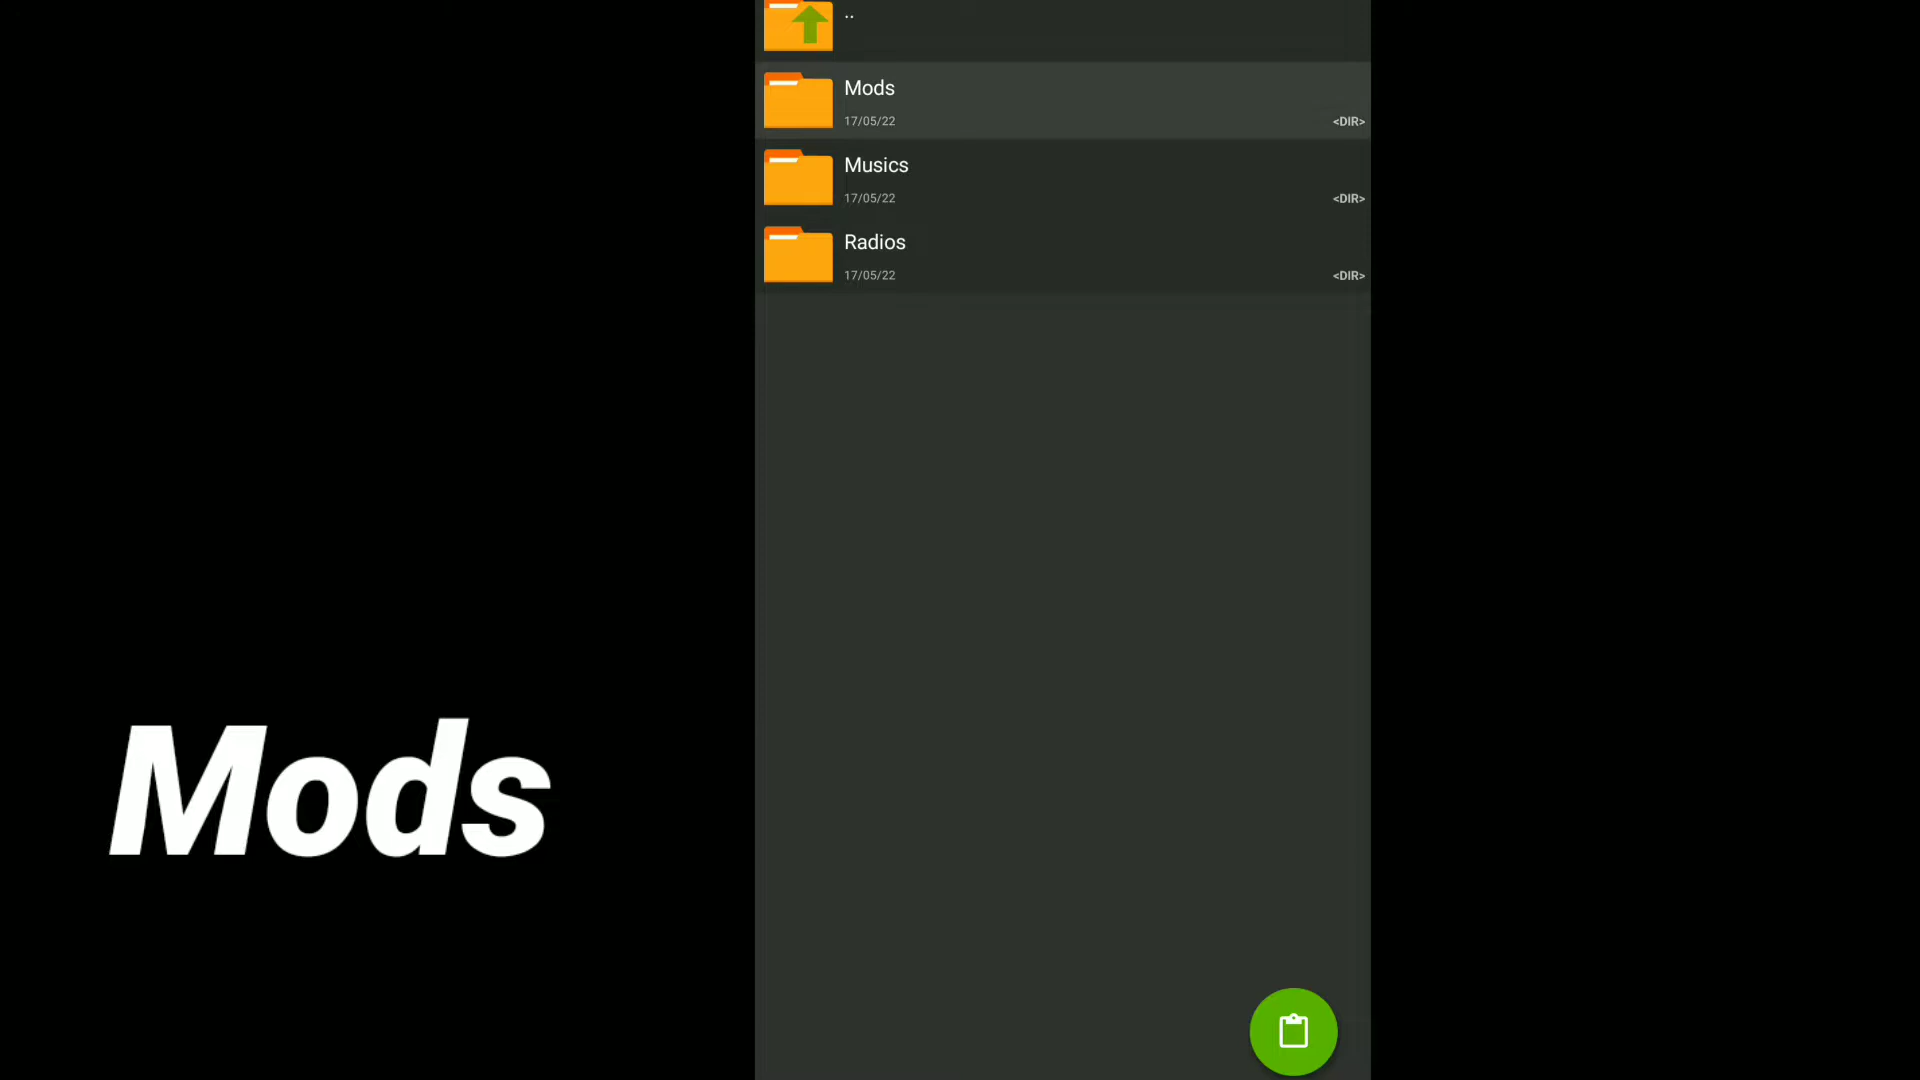 ..
Mods
17/05/22
<DIR>
Musics
17/05/22
<DIR>
Radios
17/05/22
<DIR>
Mods